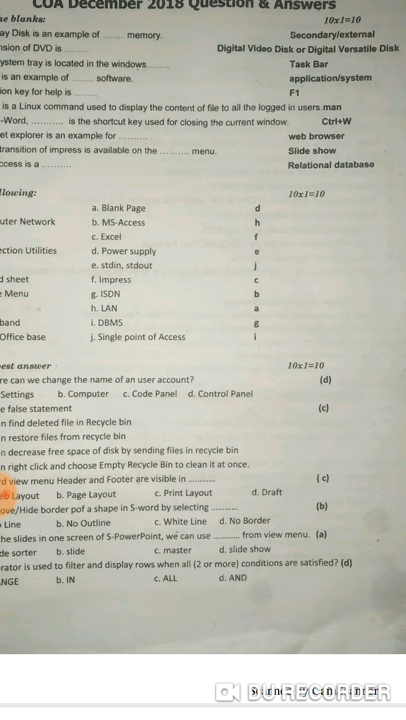 COA December 2018 Question & Answers
he blanks: 10x1=10
ay Disk is an example of ........ memory. Secondary/external
nsion of DVD is ........ Digital Video Disk or Digital Versatile Disk
ystem tray is located in the windows........ Task Bar
is an example of ........ software. application/system
ion key for help is ........ F1
is a Linux command used to display the content of file to all the logged in users. man
-Word, ............ is the shortcut key used for closing the current window. Ctrl+W
et explorer is an example for .......... web browser
transition of impress is available on the .......... menu. Slide show
ccess is a .......... Relational database
llowing: 10x1=10
a. Blank Page d
uter Network b. MS-Access h
c. Excel f
ection Utilities d. Power supply e
e. stdin, stdout j
d sheet f. Impress c
e Menu g. ISDN b
h. LAN a
band i. DBMS g
Office base j. Single point of Access i
est answer 10x1=10
re can we change the name of an user account? (d)
Settings b. Computer c. Code Panel d. Control Panel
e false statement (c)
n find deleted file in Recycle bin
n restore files from recycle bin
n decrease free space of disk by sending files in recycle bin
n right click and choose Empty Recycle Bin to clean it at once.
d view menu Header and Footer are visible in ........... (c)
eb Layout b. Page Layout c. Print Layout d. Draft
ove/Hide border pof a shape in S-word by selecting ........... (b)
Line b. No Outline c. White Line d. No Border
he slides in one screen of S-PowerPoint, we can use ........... from view menu. (a)
de sorter b. slide c. master d. slide show
rator is used to filter and display rows when all (2 or more) conditions are satisfied? (d)
NGE b. IN c. ALL d. AND
DU RECORDER